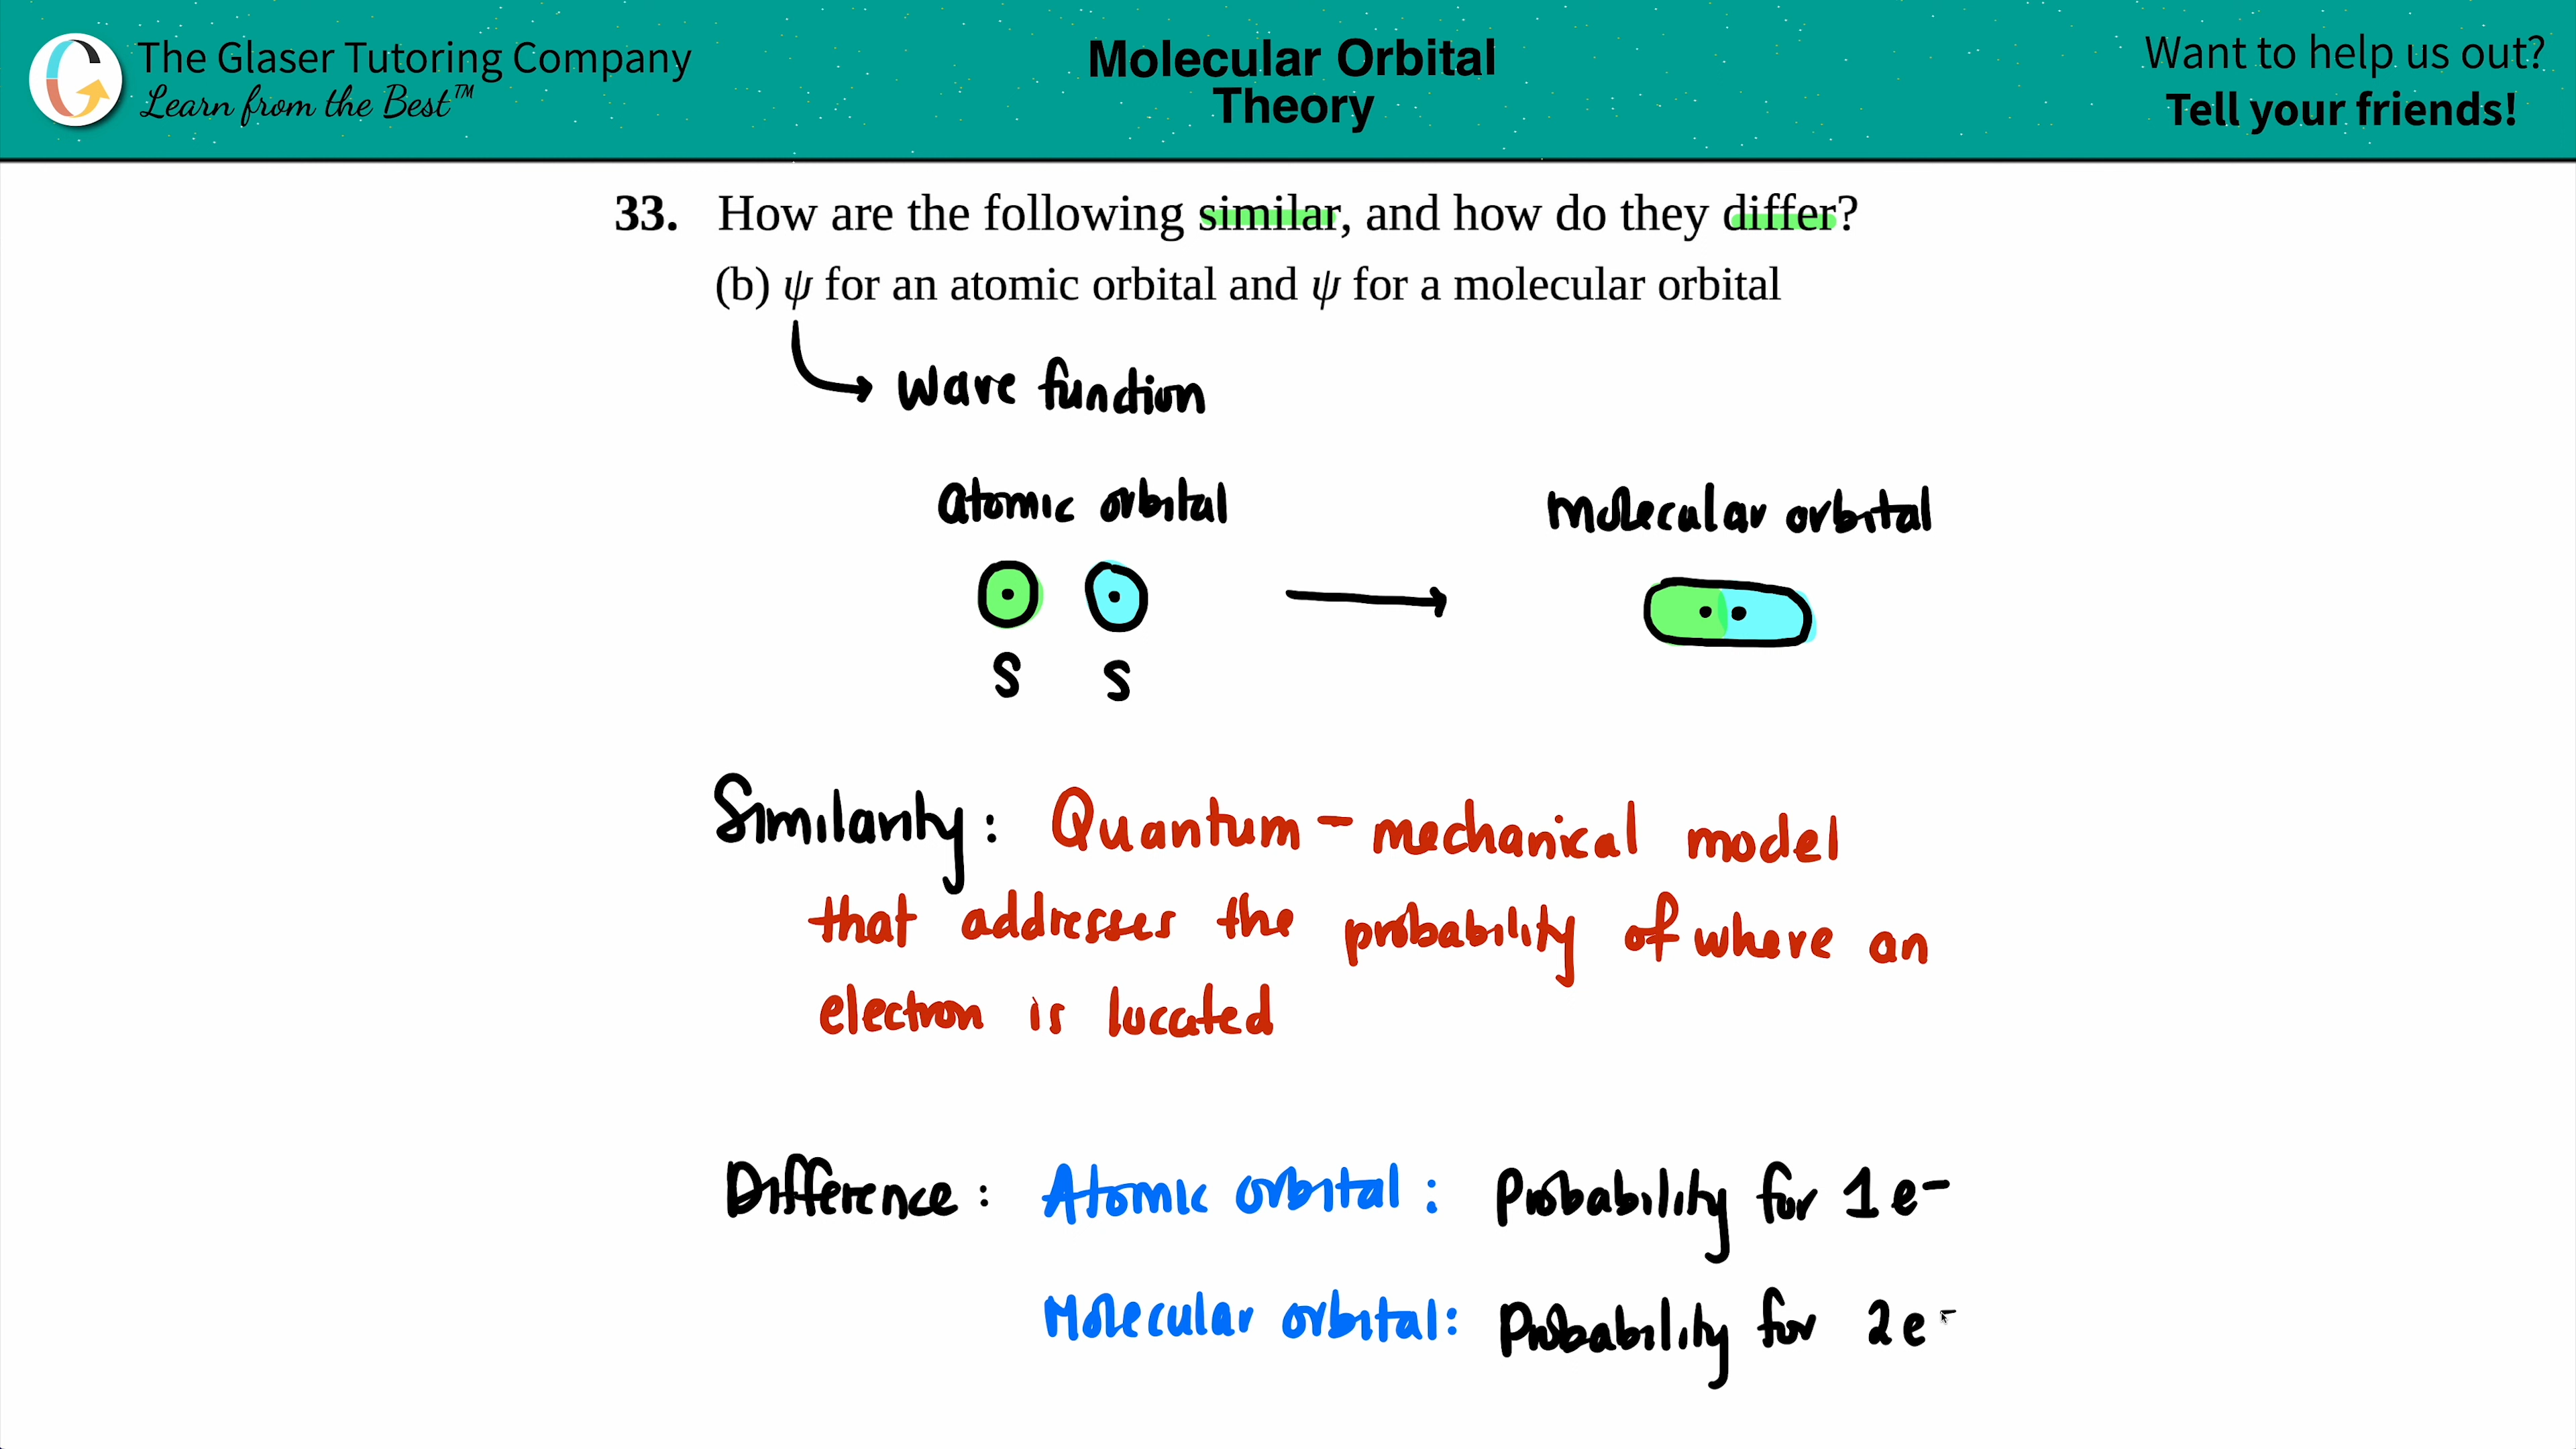 The Glaser Tutoring Company
Learn from the Best™
Molecular Orbital
Theory
Want to help us out?
Tell your friends!
33. How are the following similar, and how do they differ?
(b) ψ for an atomic orbital and ψ for a molecular orbital
wave function
atomic orbital
molecular orbital
S S
Similarity: Quantum-mechanical model
that addresses the probability of where an
electron is located
Difference: Atomic orbital: Probability for 1e-
Molecular orbital: Probability for 2e-